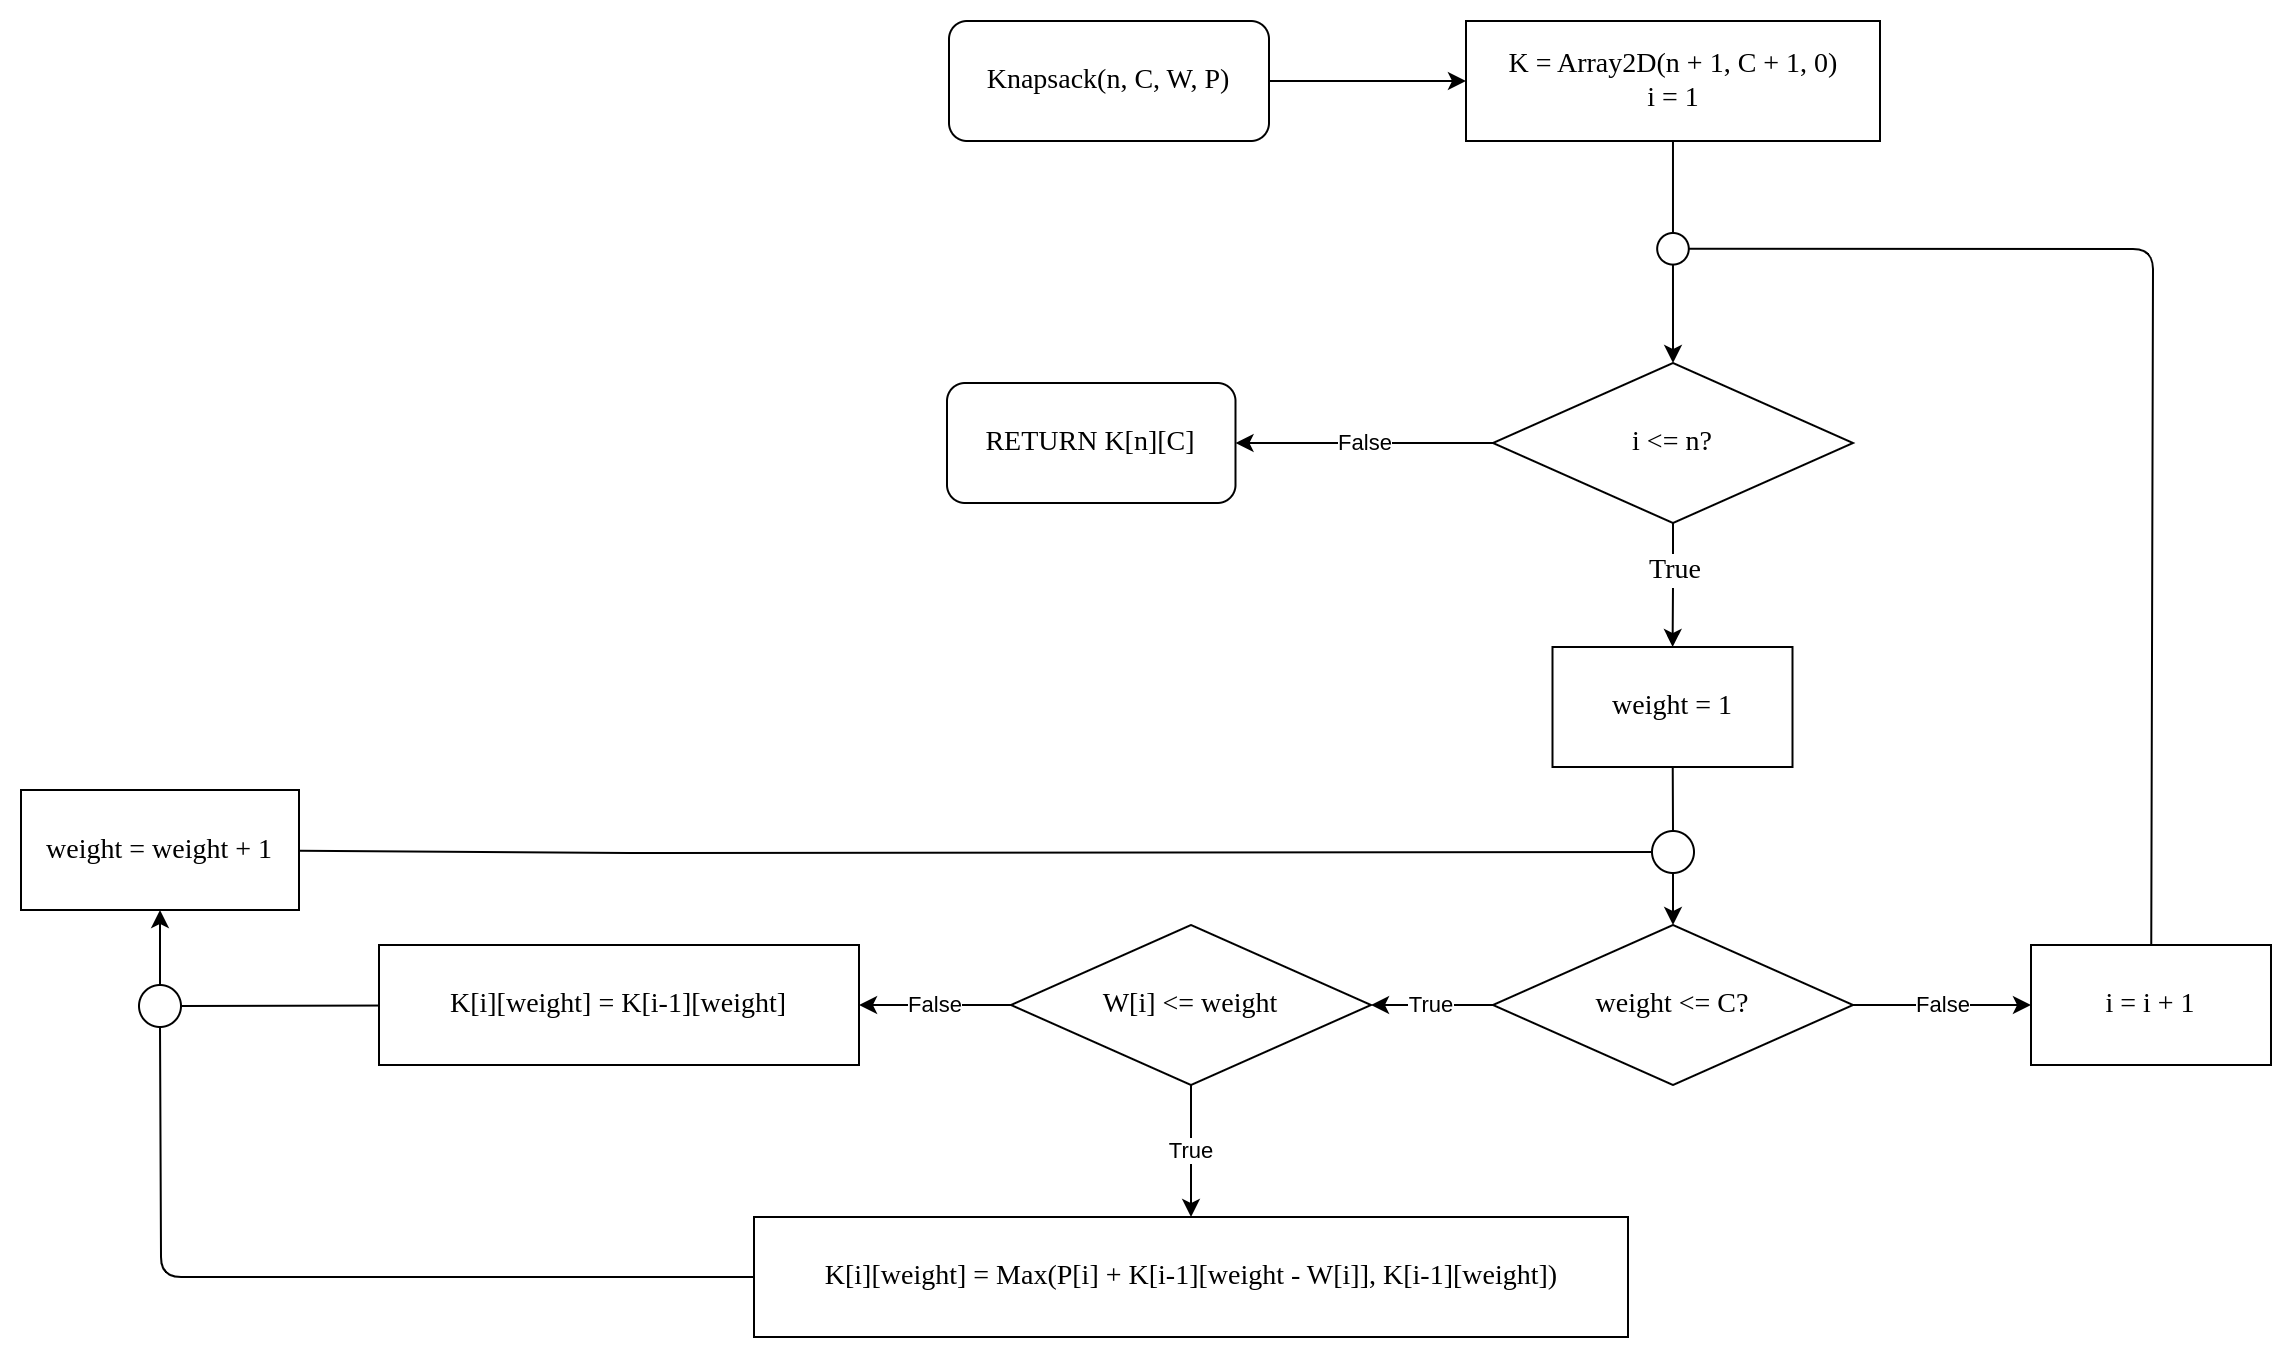 Knapsack(n, C, W, P)
K = Array2D(n + 1, C + 1, 0)
i = 1
RETURN K[n][C]
False
i <= n?
True
weight = 1
weight = weight + 1
K[i][weight] = K[i-1][weight]
False
W[i] <= weight
True
weight <= C?
False
i = i + 1
True
K[i][weight] = Max(P[i] + K[i-1][weight - W[i]], K[i-1][weight])